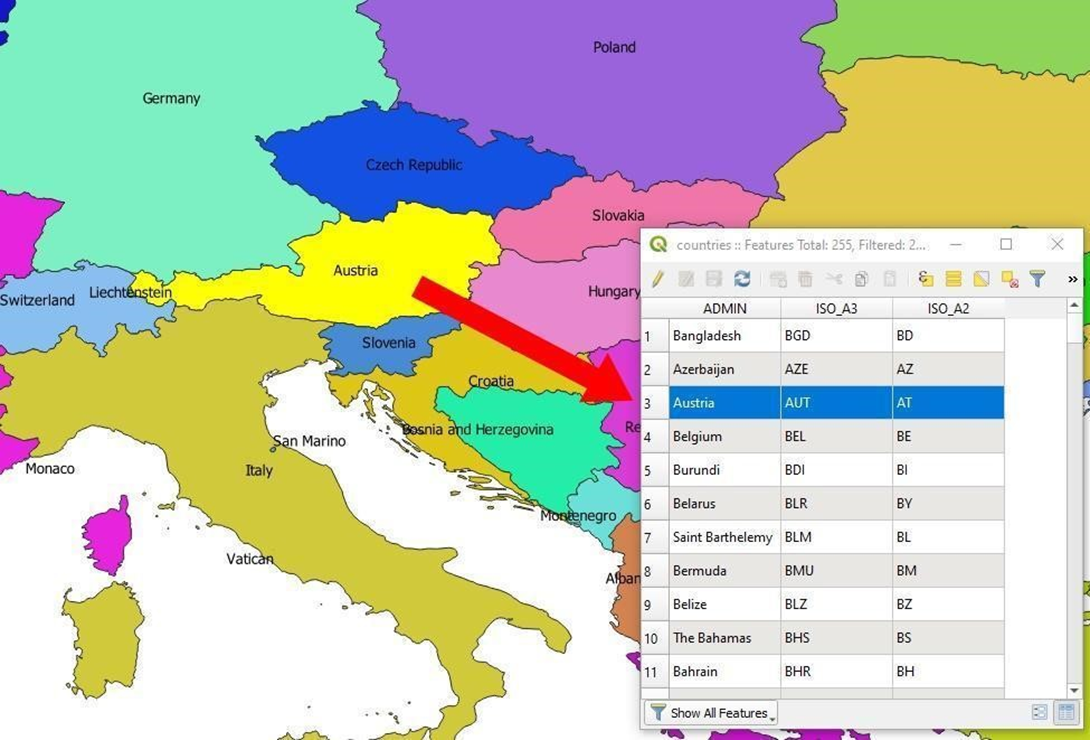 Poland
Germany
Czech Republic
Slovakia
Austria
Liechtenstein
Switzerland
Hungary
Slovenia
Croatia
Bosnia and Herzegovina
Re
San Marino
Monaco
Italy
Montenegro
Vatican
Alban
countries :: Features Total: 255, Filtered: 2...
»
ADMIN ISO_A3 ISO_A2
1 Bangladesh BGD BD
2 Azerbaijan AZE AZ
3 Austria AUT AT
4 Belgium BEL BE
5 Burundi BDI BI
6 Belarus BLR BY
7 Saint Barthelemy BLM BL
8 Bermuda BMU BM
9 Belize BLZ BZ
10 The Bahamas BHS BS
11 Bahrain BHR BH
Show All Features